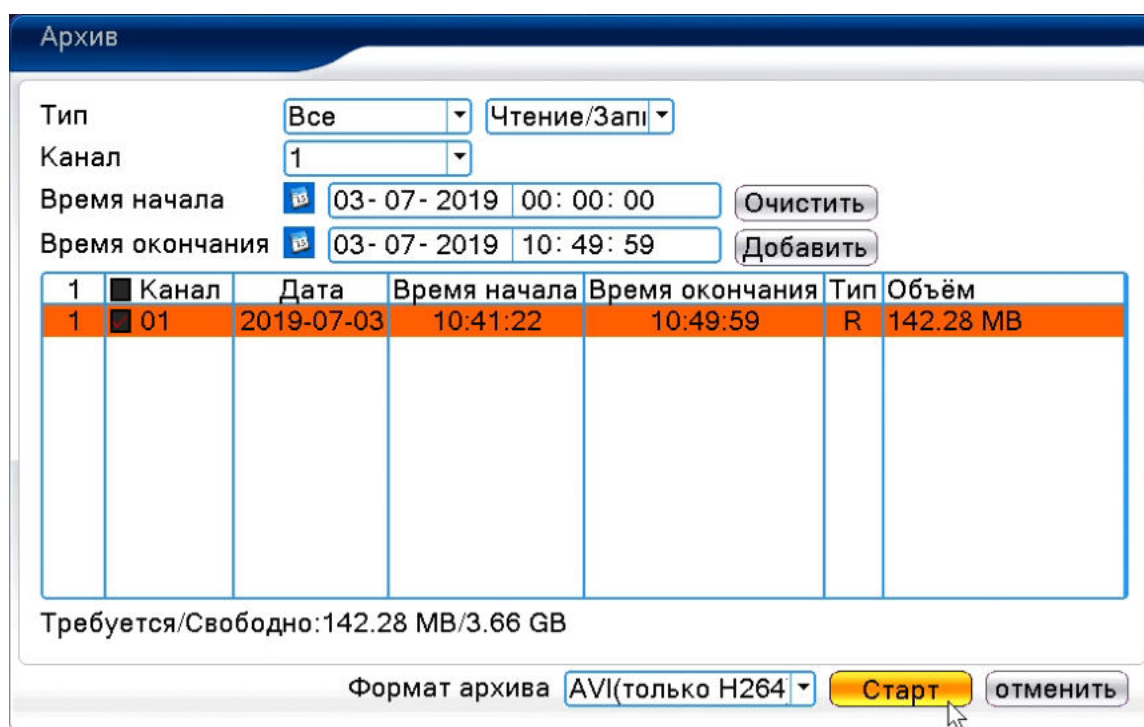 Архив
Тип Все Чтение/Запı
Канал 1
Время начала 15 03- 07- 2019 00: 00: 00 Очистить
Время окончания 15 03- 07- 2019 10: 49: 59 Добавить
1 Канал Дата Время начала Время окончания Тип Объём
1 01 2019-07-03 10:41:22 10:49:59 R 142.28 MB
Требуется/Свободно:142.28 MB/3.66 GB
Формат архива AVI(только H264 Старт отменить